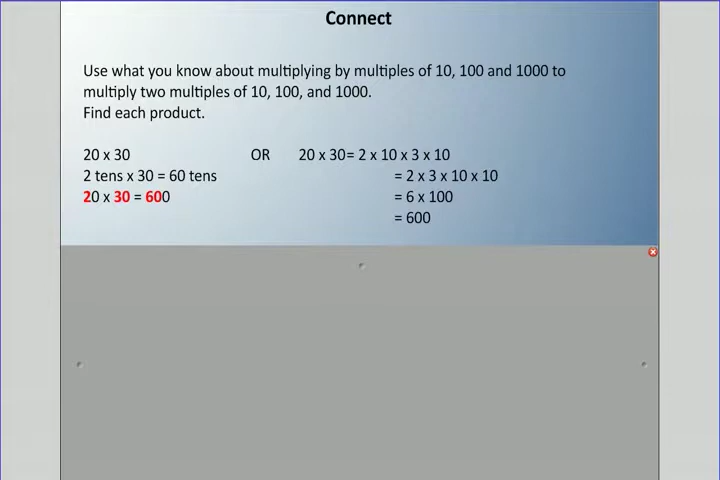 Connect
Use what you know about multiplying by multiples of 10, 100 and 1000 to
multiply two multiples of 10, 100, and 1000.
Find each product.
20 x 30 OR 20 x 30= 2 x 10 x 3 x 10
2 tens x 30 = 60 tens = 2 x 3 x 10 x 10
20 x 30 = 600 = 6 x 100
= 600